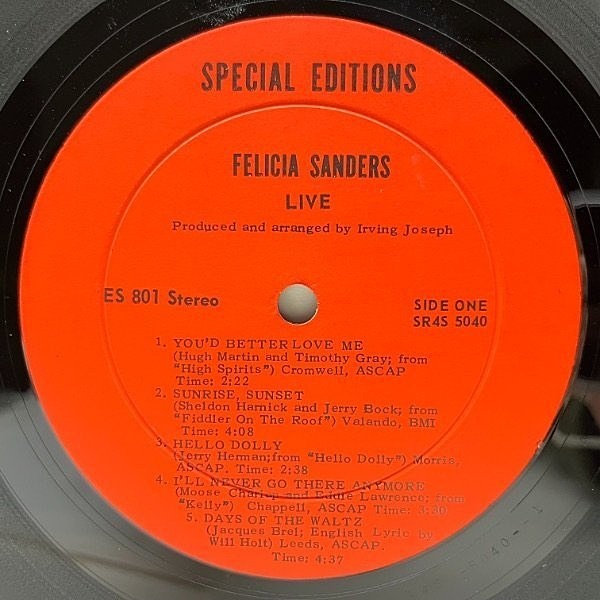 SPECIAL EDITIONS
FELICIA SANDERS
LIVE
Produced and arranged by Irving Joseph
ES 801 Stereo
SIDE ONE
SR4S 5040
1. YOU'D BETTER LOVE ME
(Hugh Martin and Timothy Gray; from
"High Spirits") Cromwell, ASCAP
Time: 2;22
2. SUNRISE, SUNSET
(Sheldon Harnick and Jerry Bock; from
"Fiddler On The Roof") Valando, BMI
Time: 4:08
3. HELLO DOLLY
(Jerry Herman;from "Hello Dolly") Morris,
ASCAP. Time: 2:38
4. I'LL NEVER GO THERE ANYMORE
(Moose Charlop and Eddie Lawrence; from
"Kelly") Chappell, ASCAP Time: 3:30
5. DAYS OF THE WALTZ
(Jacques Brel; English Lyric by
Will Holt) Leeds, ASCAP.
Time: 4:37